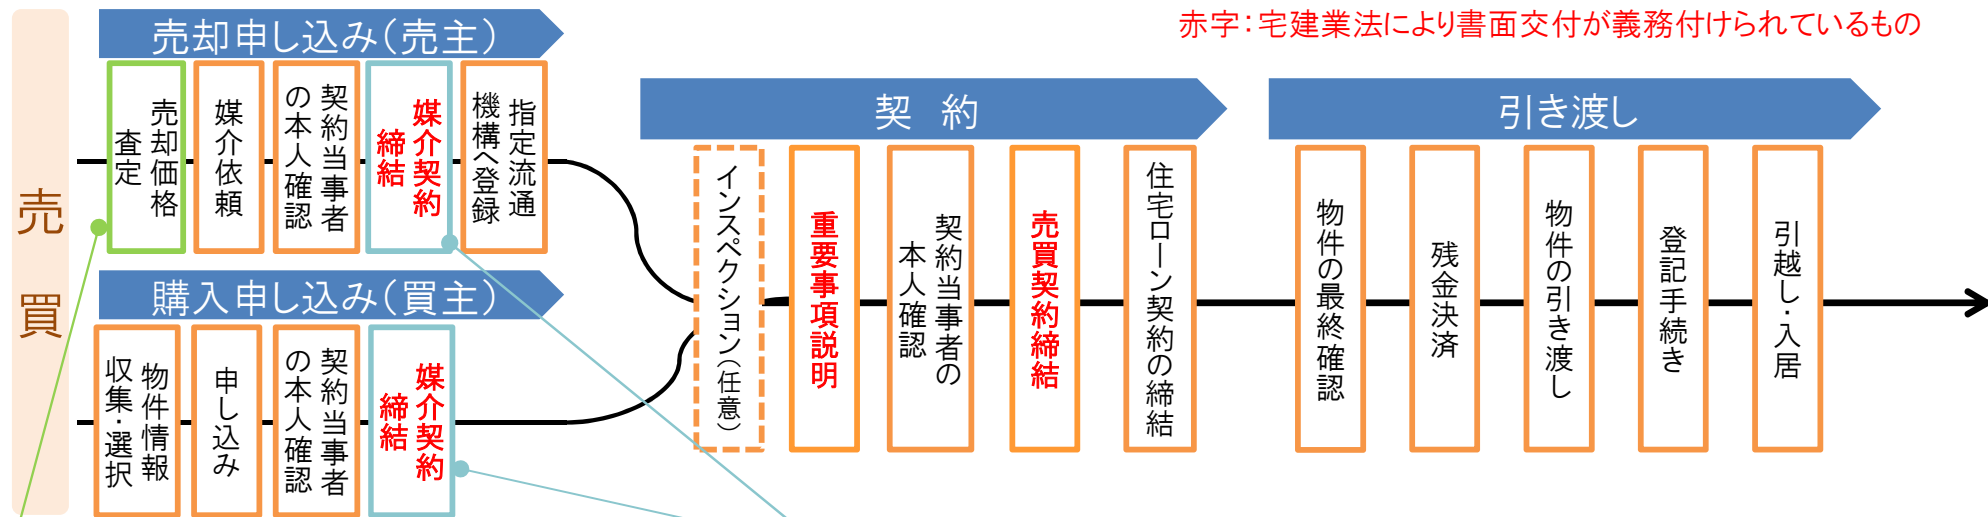 赤字：宅建業法により書面交付が義務付けられているもの
売買
売却申し込み（売主）
売却価格
査定
媒介依頼
契約当事者
の本人確認
媒介契約
締結
指定流通
機構へ登録
購入申し込み（買主）
物件情報
収集・選択
申し込み
契約当事者
の本人確認
媒介契約
締結
契 約
インスペクション（任意）
重要事項説明
契約当事者の
本人確認
売買契約締結
住宅ローン契約の締結
引き渡し
物件の最終確認
残金決済
物件の引き渡し
登記手続き
引越し・入居